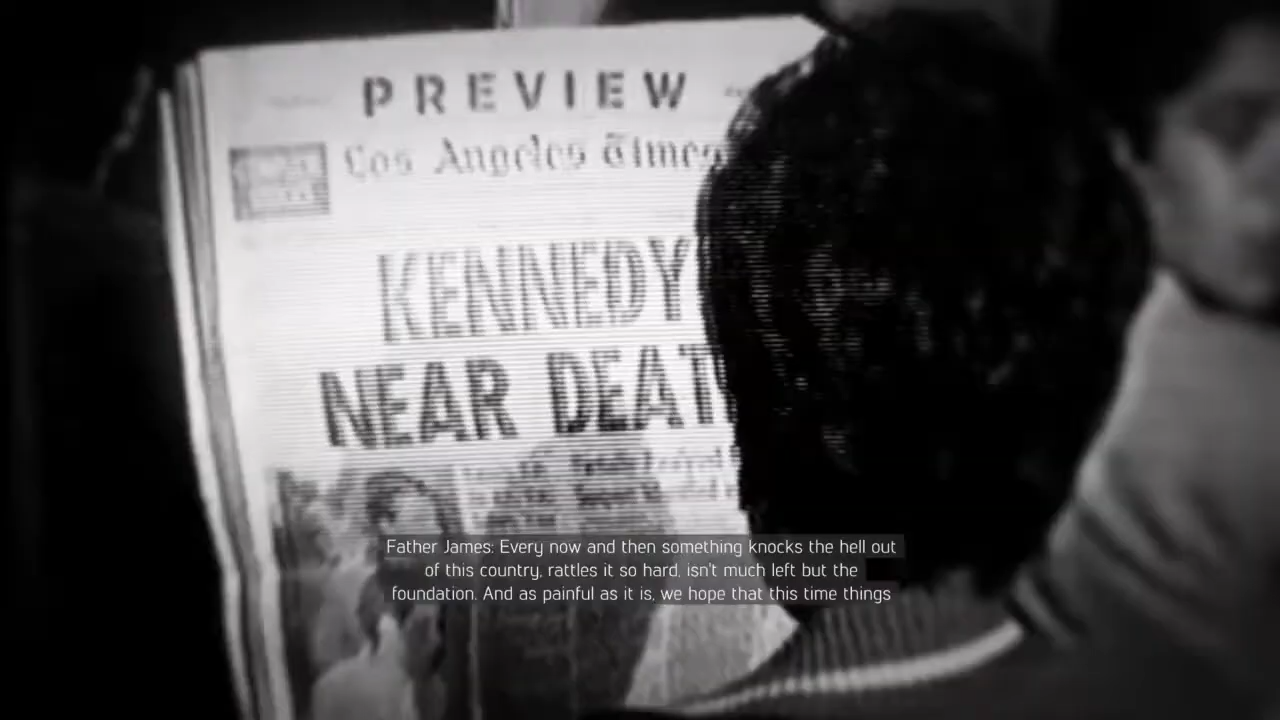 PREVIEW
Los Angeles Times
KENNEDY
NEAR DEAT
Father James: Every now and then something knocks the hell out
of this country, rattles it so hard, isn't much left but the
foundation. And as painful as it is, we hope that this time things